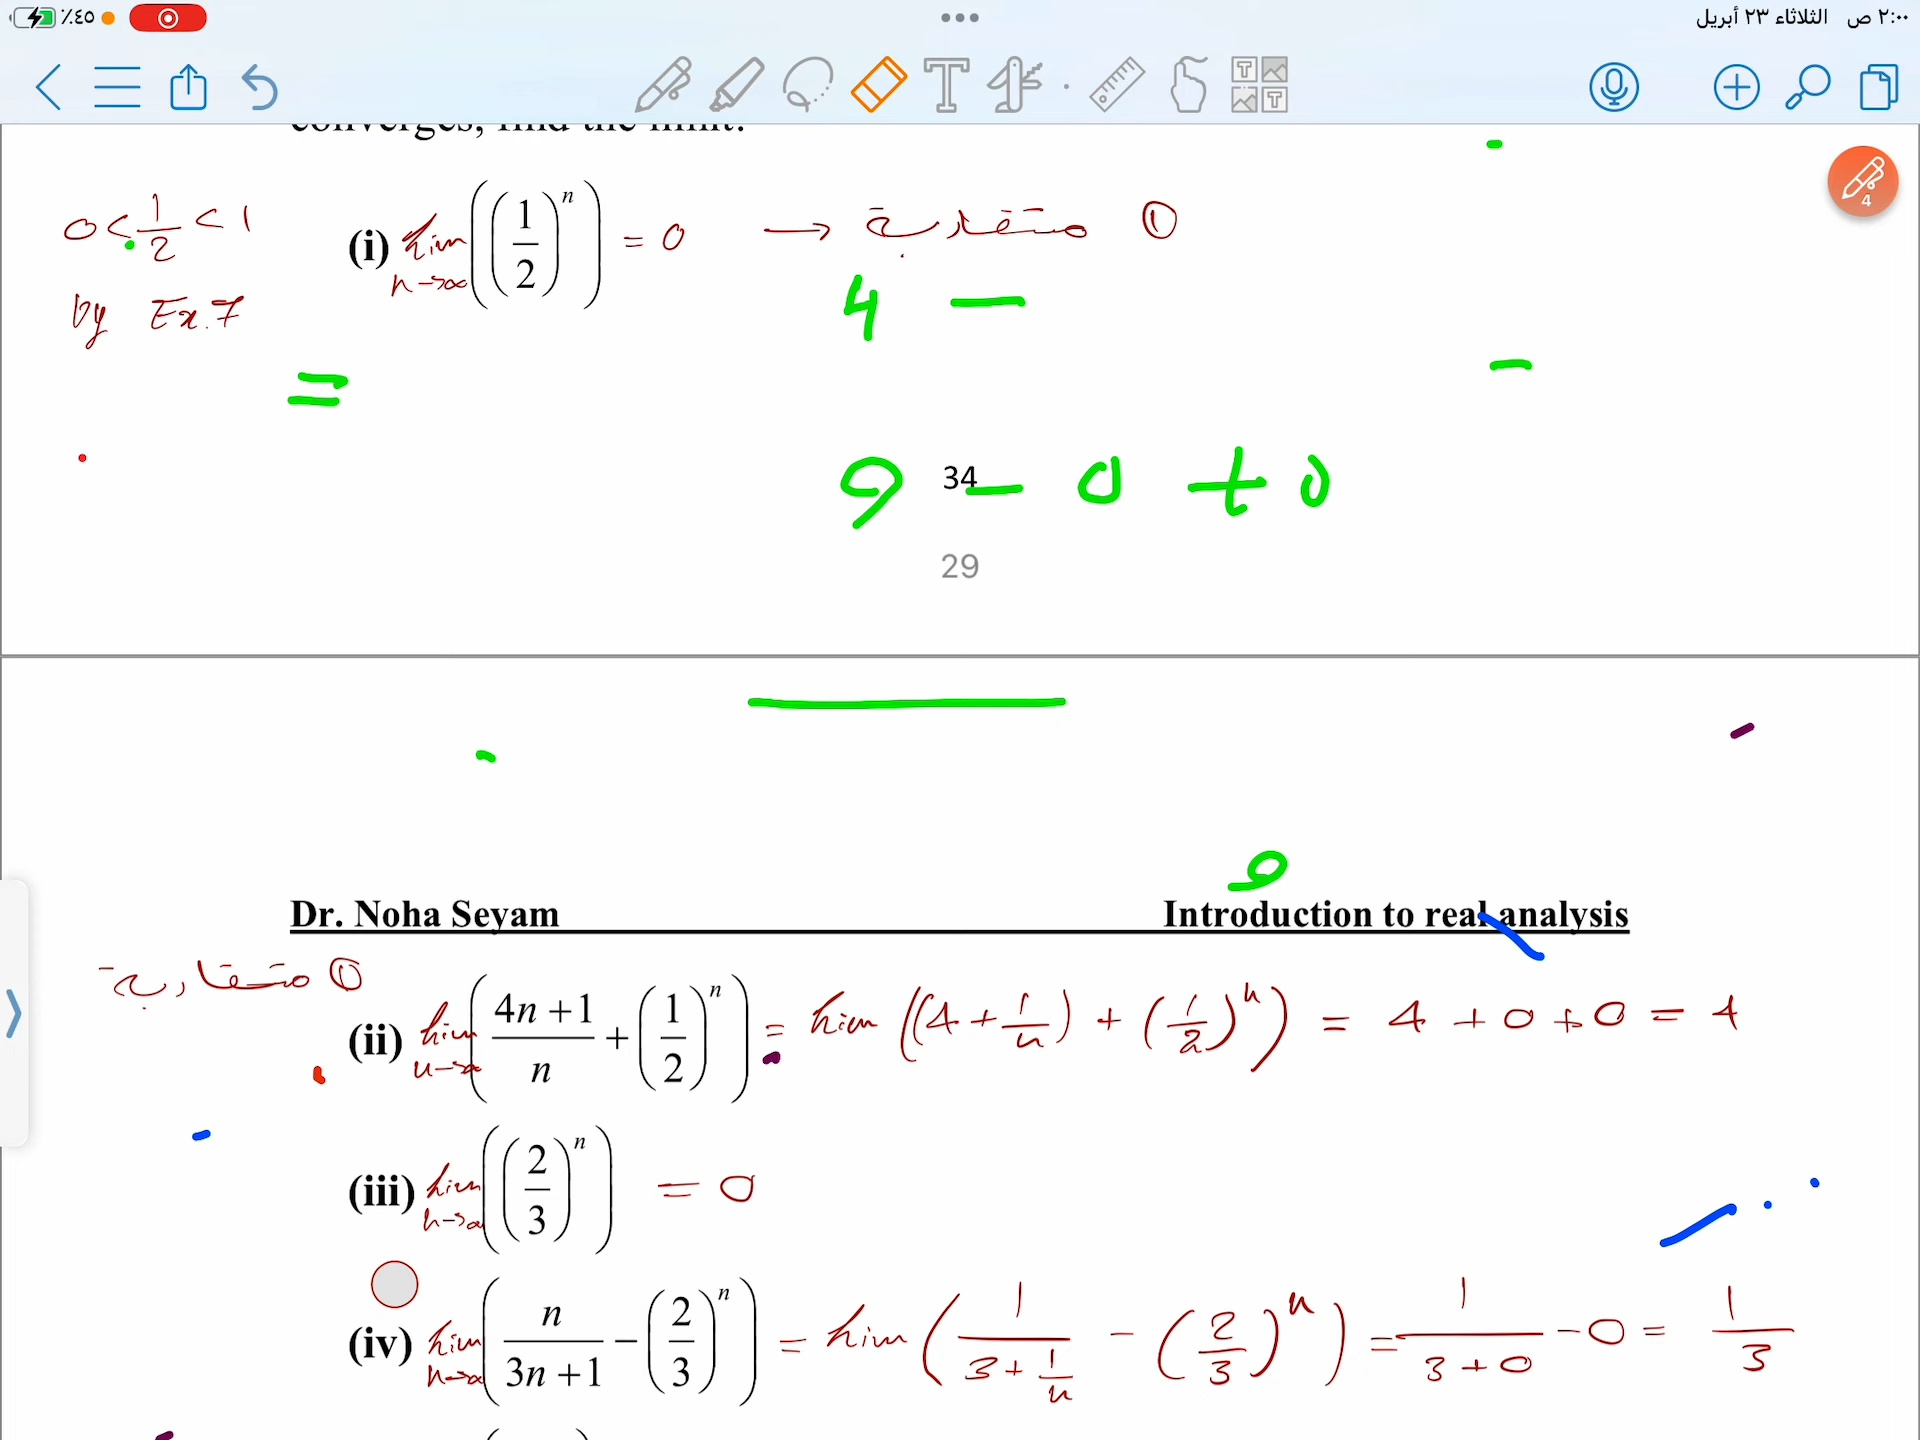 ٪٤٥
٢:٠٠ ص الثلاثاء ٢٣ أبريل
4
0 < 1/2 < 1
by Ex. 7
(i) lim n→∞ ((1/2)^n) = 0 → متقاربة ①
4 −
=
−
9 − 0 + 0
34
29
9
Dr. Noha Seyam Introduction to real analysis
① متقاربة
(ii) lim n→∞ ((4n+1)/n + (1/2)^n) = lim ((4 + 1/n) + (1/2)^n) = 4 + 0 + 0 = 4
(iii) lim n→∞ ((2/3)^n) = 0
(iv) lim n→∞ (n/(3n+1) − (2/3)^n) = lim (1/(3 + 1/n) − (2/3)^n) = 1/(3+0) − 0 = 1/3